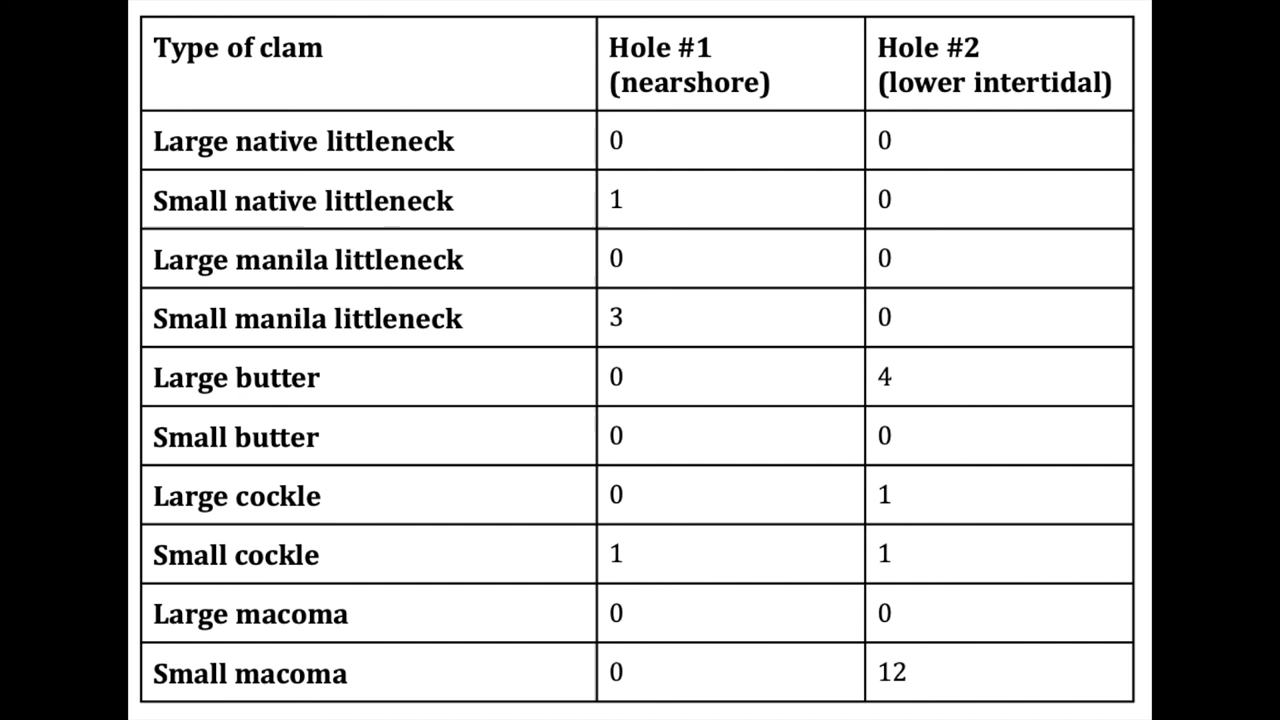 Type of clam Hole #1 Hole #2
(nearshore) (lower intertidal)
Large native littleneck 0 0
Small native littleneck 1 0
Large manila littleneck 0 0
Small manila littleneck 3 0
Large butter 0 4
Small butter 0 0
Large cockle 0 1
Small cockle 1 1
Large macoma 0 0
Small macoma 0 12